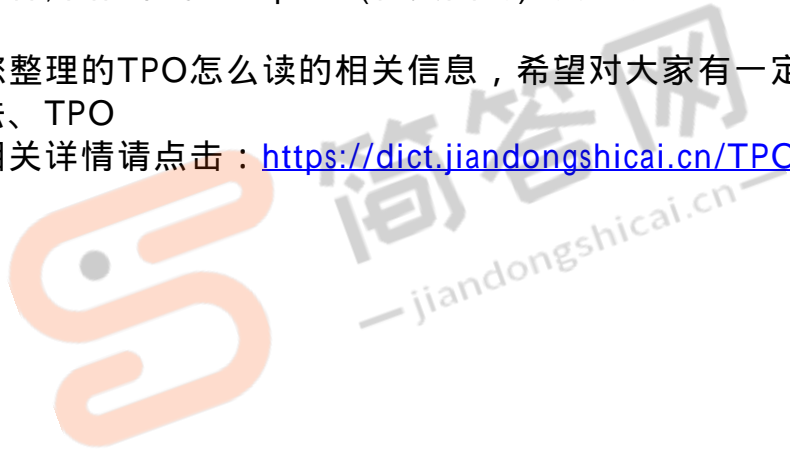 整理的TPO怎么读的相关信息，希望对大家有一定
、TPO
相关详情请点击：https://dict.jiandongshicai.cn/TPO
简答网
jiandongshicai.cn